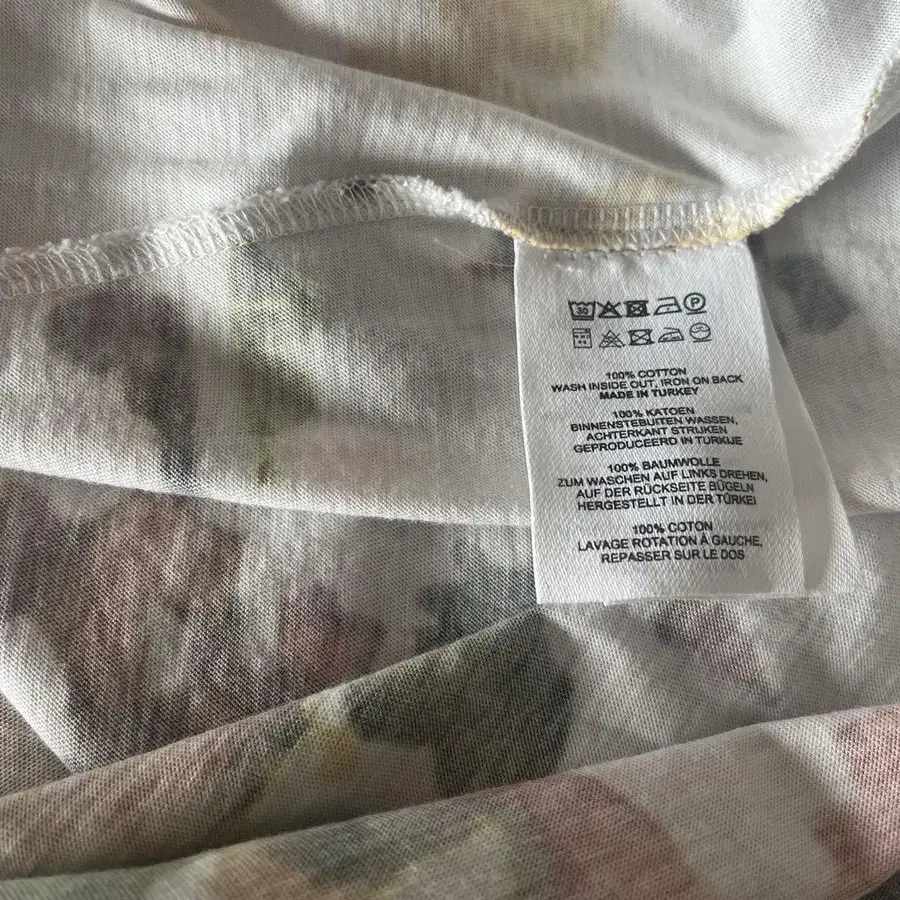 30 P
100% COTTON
WASH INSIDE OUT, IRON ON BACK
MADE IN TURKEY
100% KATOEN
BINNENSTEBUITEN WASSEN,
ACHTERKANT STRIJKEN
GEPRODUCEERD IN TURKIJE
100% BAUMWOLLE
ZUM WASCHEN AUF LINKS DREHEN,
AUF DER RÜCKSEITE BÜGELN
HERGESTELLT IN DER TÜRKEI
100% COTON
LAVAGE ROTATION À GAUCHE,
REPASSER SUR LE DOS